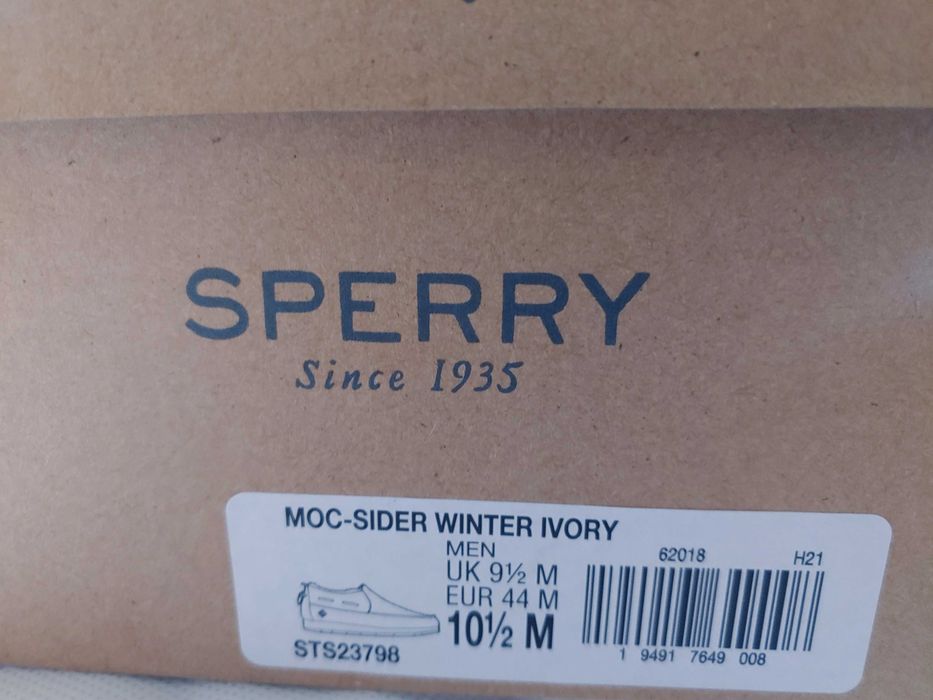 SPERRY
Since 1935
MOC-SIDER WINTER IVORY
MEN
UK 9½ M
EUR 44 M
10½ M
STS23798
62018
H21
1 9491 7649 008